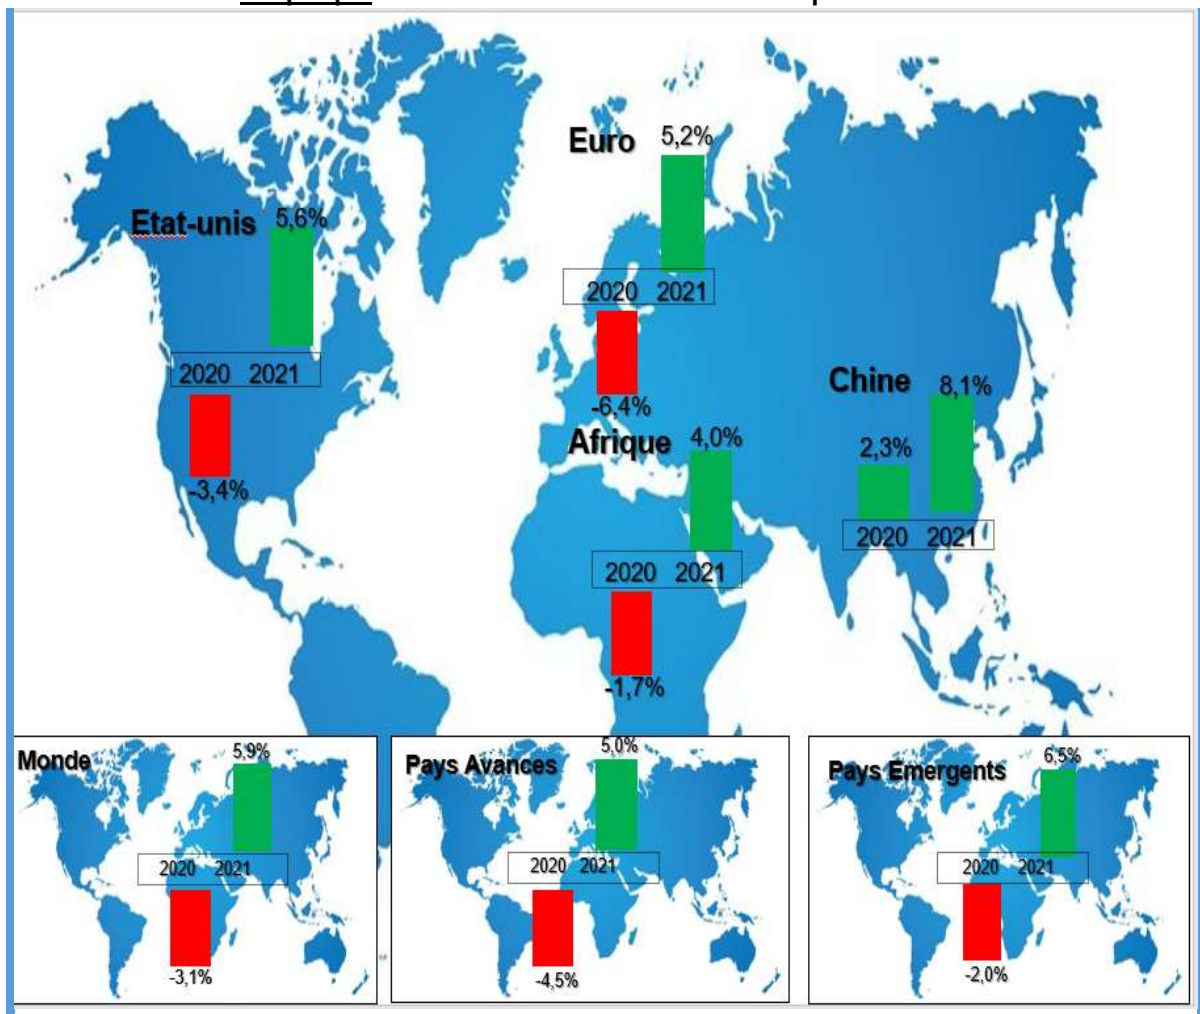 Euro 5,2%
2020 2021
-6,4%
Etat-unis 5,6%
2020 2021
-3,4%
Chine 8,1%
2,3%
2020 2021
Afrique 4,0%
2020 2021
-1,7%
Monde 5,9%
2020 2021
-3,1%
Pays Avances 5,0%
2020 2021
-4,5%
Pays Emergents 6,5%
2020 2021
-2,0%